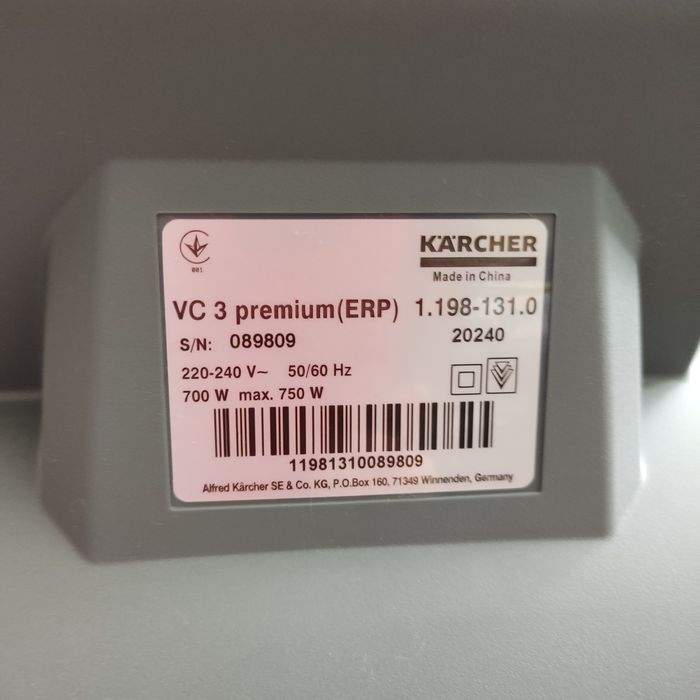 001
KÄRCHER
Made in China
VC 3 premium(ERP) 1.198-131.0
S/N: 089809 20240
220-240 V~ 50/60 Hz
700 W max. 750 W
11981310089809
Alfred Kärcher SE & Co. KG, P.O.Box 160, 71349 Winnenden, Germany